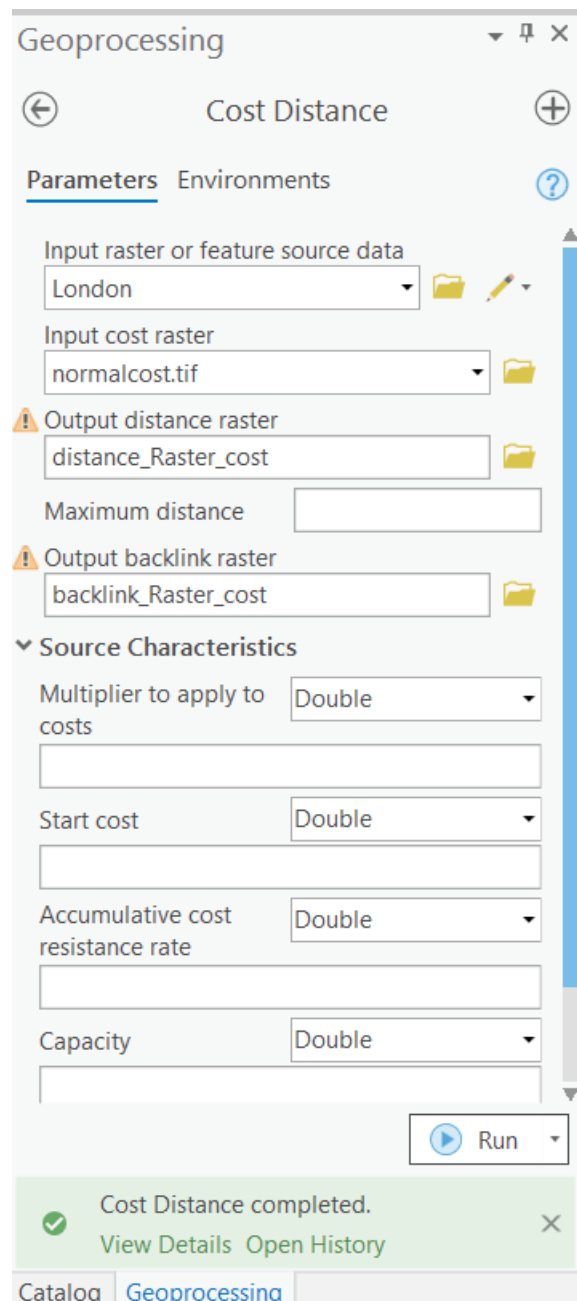 Geoprocessing
Cost Distance
Parameters Environments
Input raster or feature source data
London
Input cost raster
normalcost.tif
Output distance raster
distance_Raster_cost
Maximum distance
Output backlink raster
backlink_Raster_cost
Source Characteristics
Multiplier to apply to costs Double
Start cost Double
Accumulative cost resistance rate Double
Capacity Double
Run
Cost Distance completed.
View Details Open History
Catalog Geoprocessing